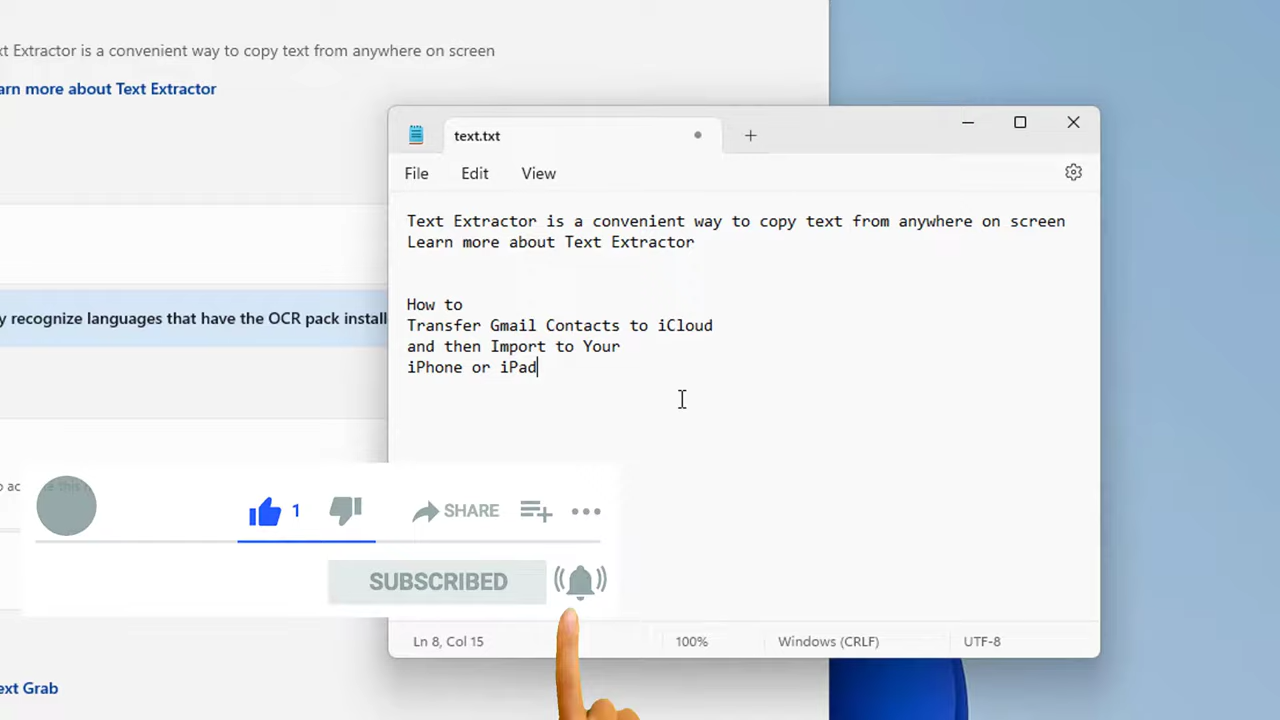 t Extractor is a convenient way to copy text from anywhere on screen
arn more about Text Extractor
text.txt
File Edit View
Text Extractor is a convenient way to copy text from anywhere on screen
Learn more about Text Extractor
How to
Transfer Gmail Contacts to iCloud
and then Import to Your
iPhone or iPad
y recognize languages that have the OCR pack install
1 SHARE
SUBSCRIBED
Ln 8, Col 15 100% Windows (CRLF) UTF-8
ext Grab